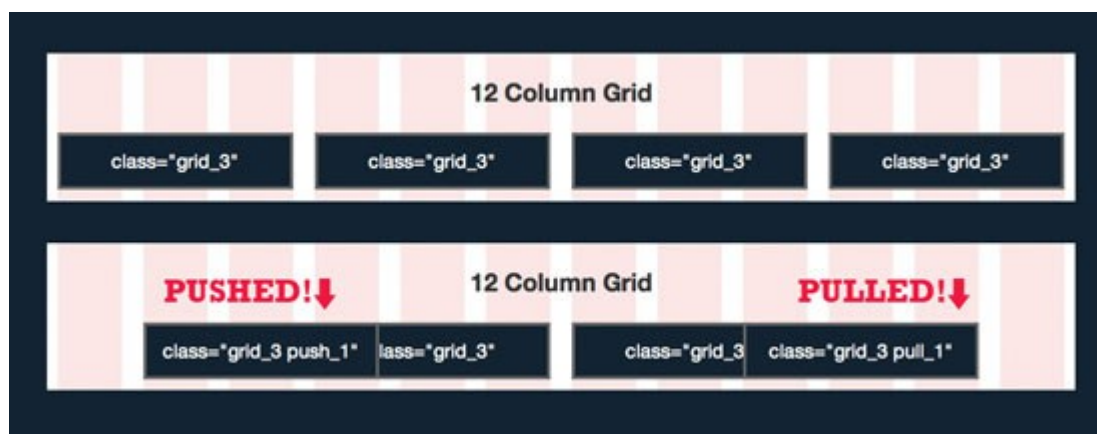 12 Column Grid
class="grid_3" class="grid_3" class="grid_3" class="grid_3"
12 Column Grid
PUSHED! PULLED!
class="grid_3 push_1" lass="grid_3" class="grid_3 class="grid_3 pull_1"